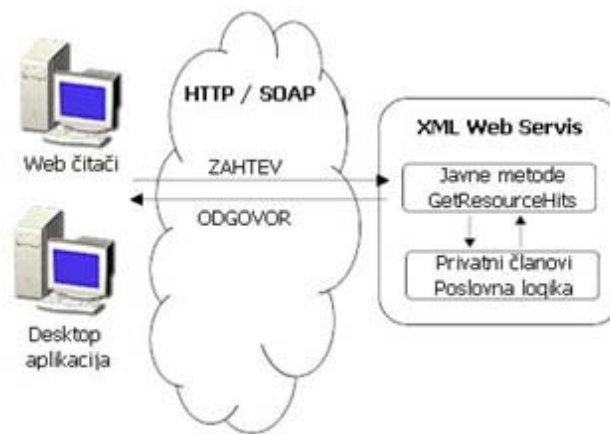 HTTP / SOAP
Web čitači
ZAHTEV
ODGOVOR
Desktop
aplikacija
XML Web Servis
Javne metode
GetResourceHits
Privatni članovi
Poslovna logika